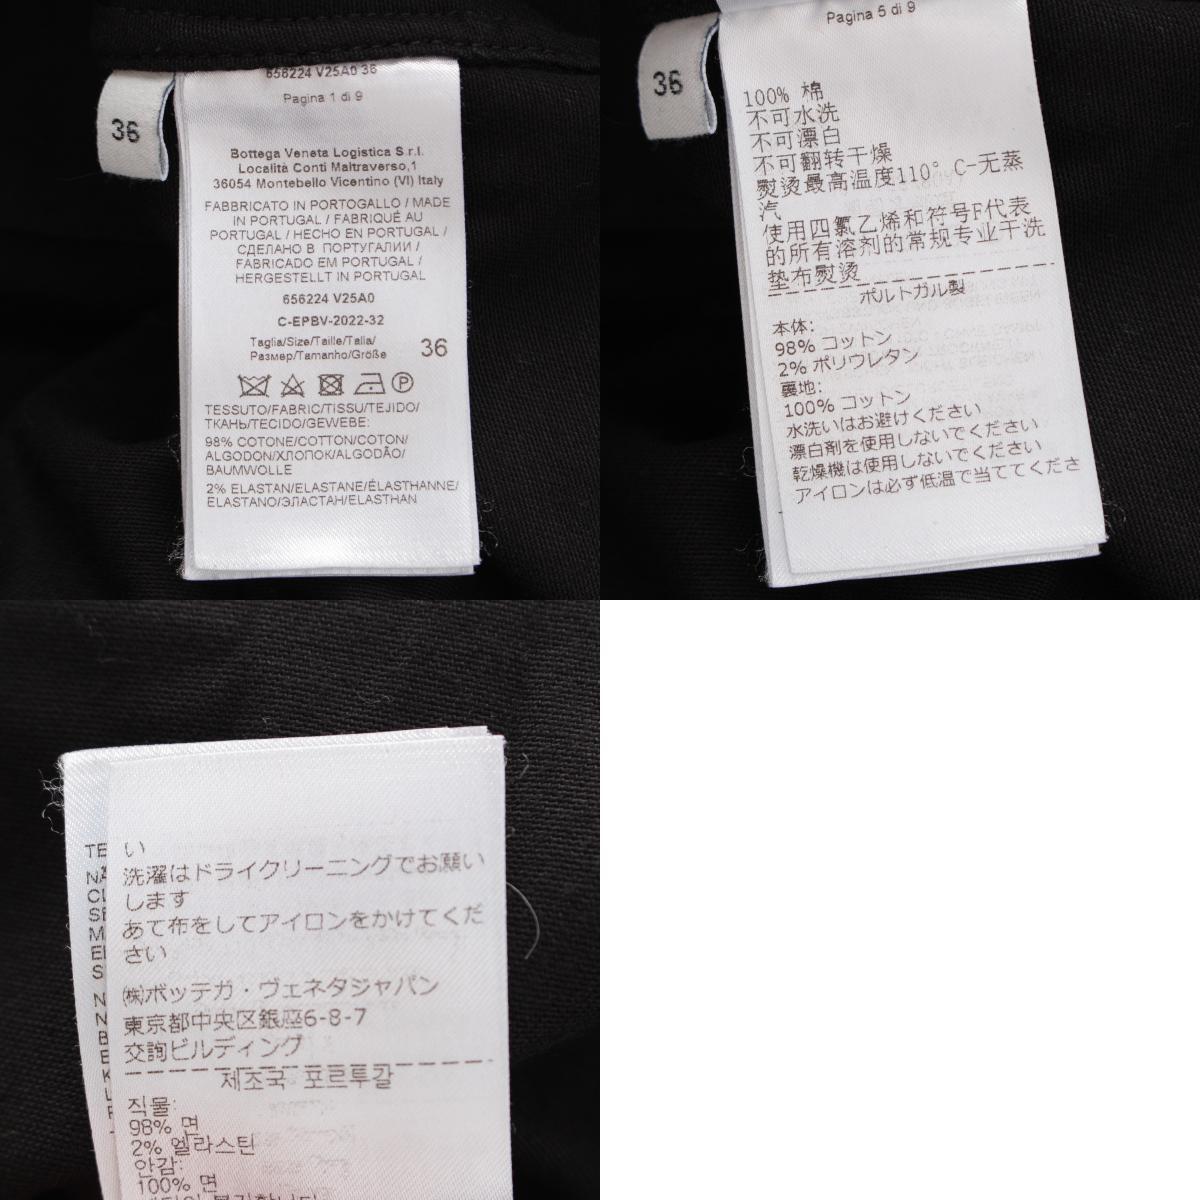 36
656224 V25A0 36
Pagina 1 di 9
Bottega Veneta Logistica S.r.l.
Località Conti Maltraverso,1
36054 Montebello Vicentino (VI) Italy
FABBRICATO IN PORTOGALLO / MADE
IN PORTUGAL / FABRIQUÉ AU
PORTUGAL / HECHO EN PORTUGAL /
СДЕЛАНО В ПОРТУГАЛИИ /
FABRICADO EM PORTUGAL /
HERGESTELLT IN PORTUGAL
656224 V25A0
C-EPBV-2022-32
Taglia/Size/Taille/Talla/
Размер/Tamanho/Größe 36
TESSUTO/FABRIC/TISSU/TEJIDO/
ТКАНЬ/TECIDO/GEWEBE:
98% COTONE/COTTON/COTON/
ALGODON/ХЛОПОК/ALGODÃO/
BAUMWOLLE
2% ELASTAN/ELASTANE/ÉLASTHANNE/
ELASTANO/ЭЛАСТАН/ELASTHAN
36
Pagina 5 di 9
100% 棉
不可水洗
不可漂白
不可翻转干燥
熨烫最高温度110° C-无蒸
汽
使用四氯乙烯和符号F代表
的所有溶剂的常规专业干洗
垫布熨烫
ポルトガル製
本体:
98% コットン
2% ポリウレタン
裏地:
100% コットン
水洗いはお避けください
漂白剤を使用しないでください
乾燥機は使用しないでください
アイロンは必ず低温で当ててくださ
い
洗濯はドライクリーニングでお願い
します
あて布をしてアイロンをかけてくだ
さい
㈱ボッテガ・ヴェネタジャパン
東京都中央区銀座6-8-7
交詢ビルディング
제조국 포르투갈
직물:
98% 면
2% 엘라스틴
안감:
100% 면